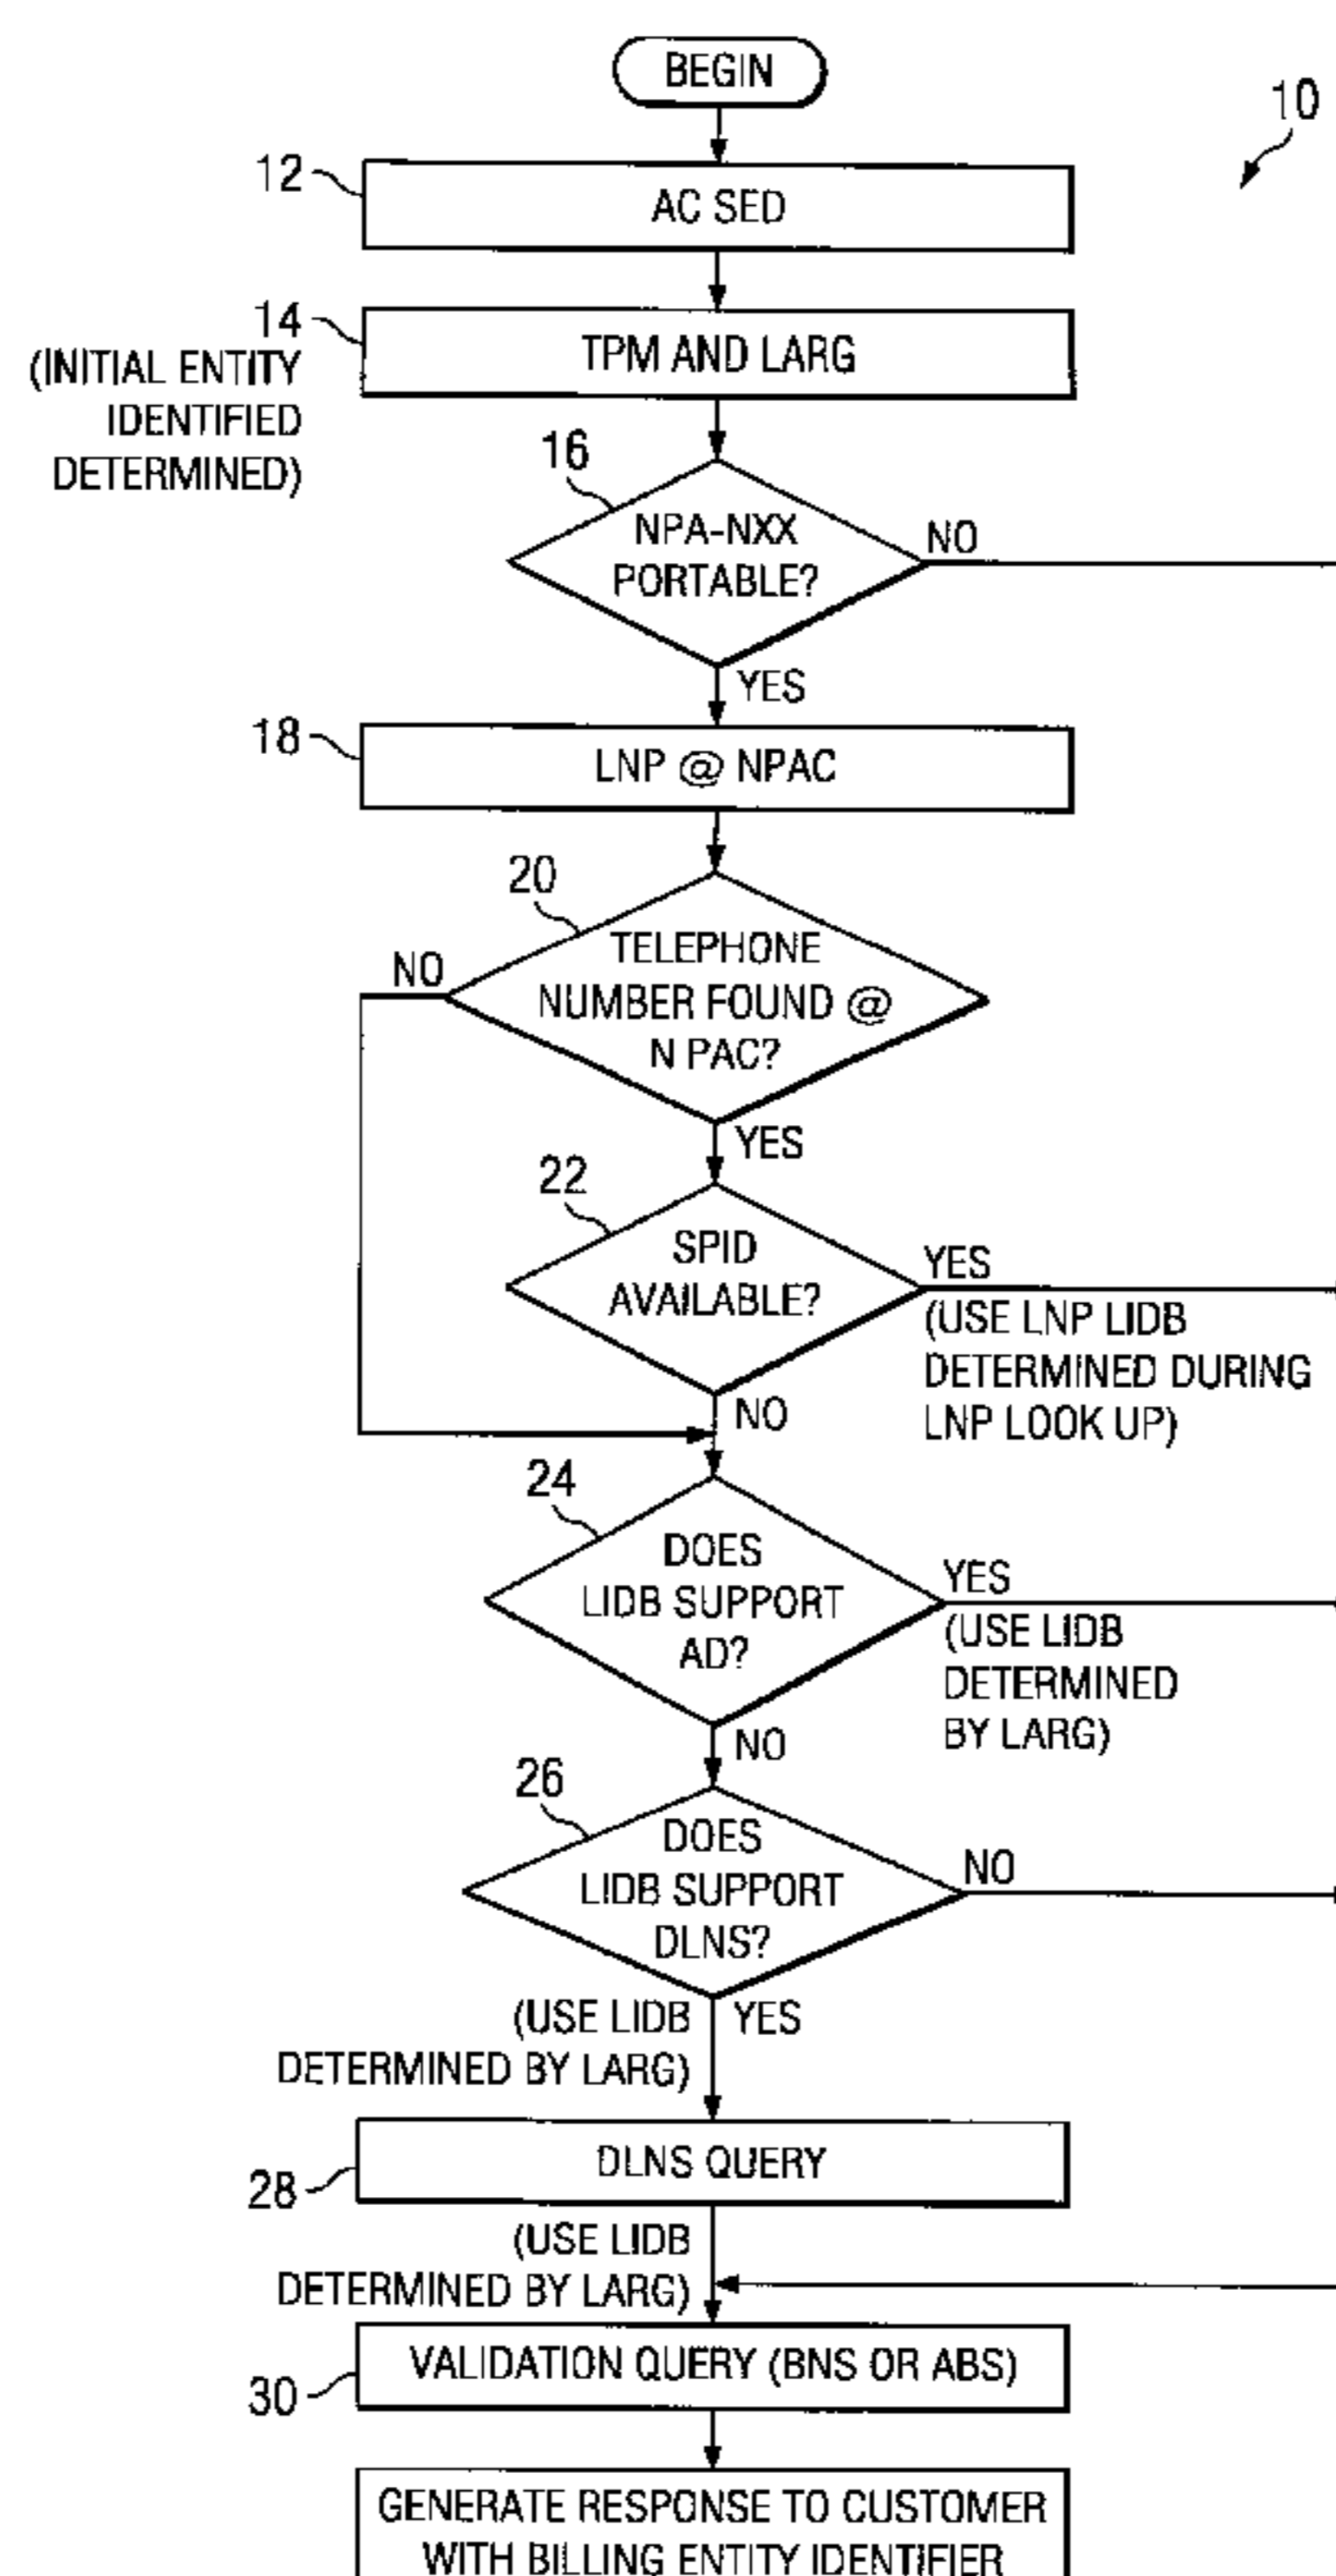 BEGIN
10
12
AC SED
14
(INITIAL ENTITY
IDENTIFIED
DETERMINED)
TPM AND LARG
16
NPA-NXX
PORTABLE?
NO
YES
18
LNP @ NPAC
20
TELEPHONE
NUMBER FOUND @
N PAC?
NO
YES
22
SPID
AVAILABLE?
YES
(USE LNP LIDB
DETERMINED DURING
LNP LOOK UP)
NO
24
DOES
LIDB SUPPORT
AD?
YES
(USE LIDB
DETERMINED
BY LARG)
NO
26
DOES
LIDB SUPPORT
DLNS?
NO
(USE LIDB
DETERMINED BY LARG)
YES
28
DLNS QUERY
(USE LIDB
DETERMINED BY LARG)
30
VALIDATION QUERY (BNS OR ABS)
GENERATE RESPONSE TO CUSTOMER
WITH BILLING ENTITY IDENTIFIER